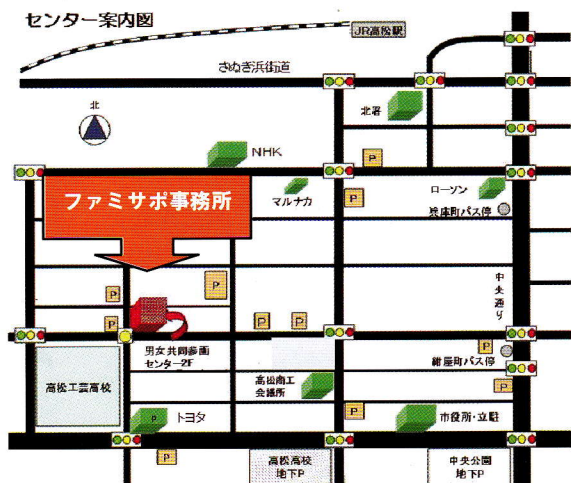 センター案内図
JR高松駅
さぬき浜街道
北
北署
NHK
P
ファミサポ事務所
マルナカ
P
ローソン
兵庫町バス停
中央通り
P
P
P
P
P
男女共同参画
センター2F
P
紺屋町バス停
高松工芸高校
高松商工
会議所
P
P
トヨタ
P
市役所・立駐
P
高松高校
地下P
中央公園
地下P